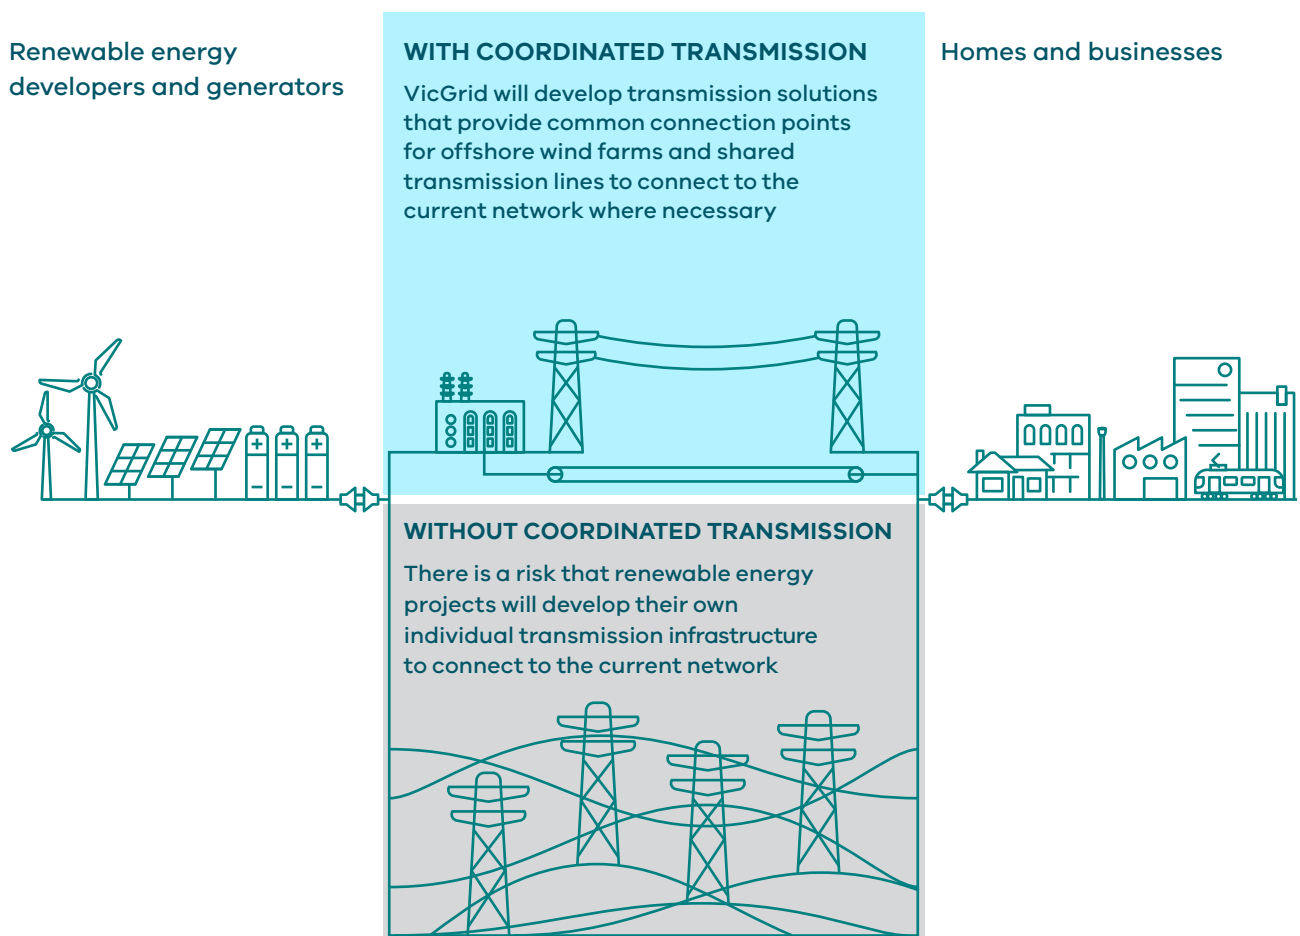 Renewable energy
developers and generators
WITH COORDINATED TRANSMISSION
VicGrid will develop transmission solutions
that provide common connection points
for offshore wind farms and shared
transmission lines to connect to the
current network where necessary
Homes and businesses
WITHOUT COORDINATED TRANSMISSION
There is a risk that renewable energy
projects will develop their own
individual transmission infrastructure
to connect to the current network